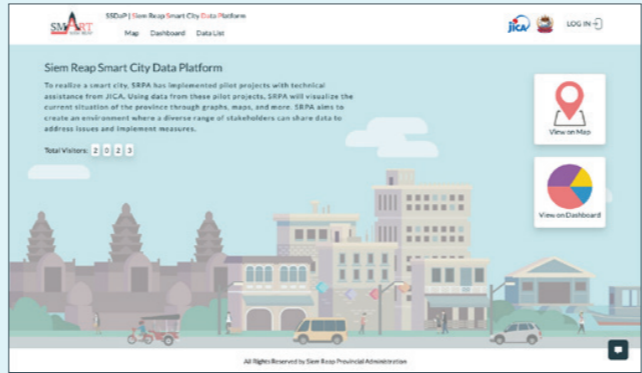 SSDaP | Siem Reap Smart City Data Platform
SMART
SIEM REAP
Map Dashboard Data List
JICA
LOG IN
Siem Reap Smart City Data Platform
To realize a smart city, SRPA has implemented pilot projects with technical
assistance from JICA. Using data from these pilot projects, SRPA will visualize the
current situation of the province through graphs, maps, and more. SRPA aims to
create an environment where a diverse range of stakeholders can share data to
address issues and implement measures.
Total Visitors: 2 0 2 3
View on Map
View on Dashboard
All Rights Reserved by Siem Reap Provincial Administration